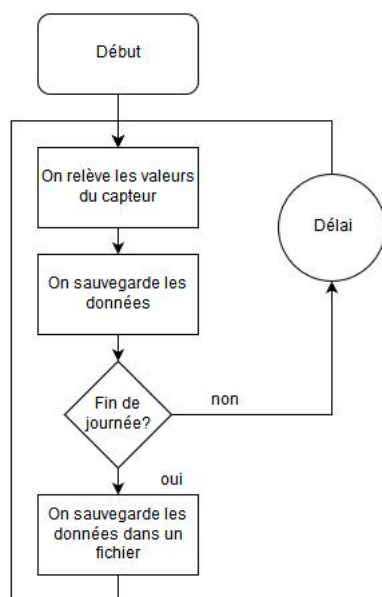 Début
On relève les valeurs
du capteur
Délai
On sauvegarde les
données
Fin de
journée?
non
oui
On sauvegarde les
données dans un
fichier